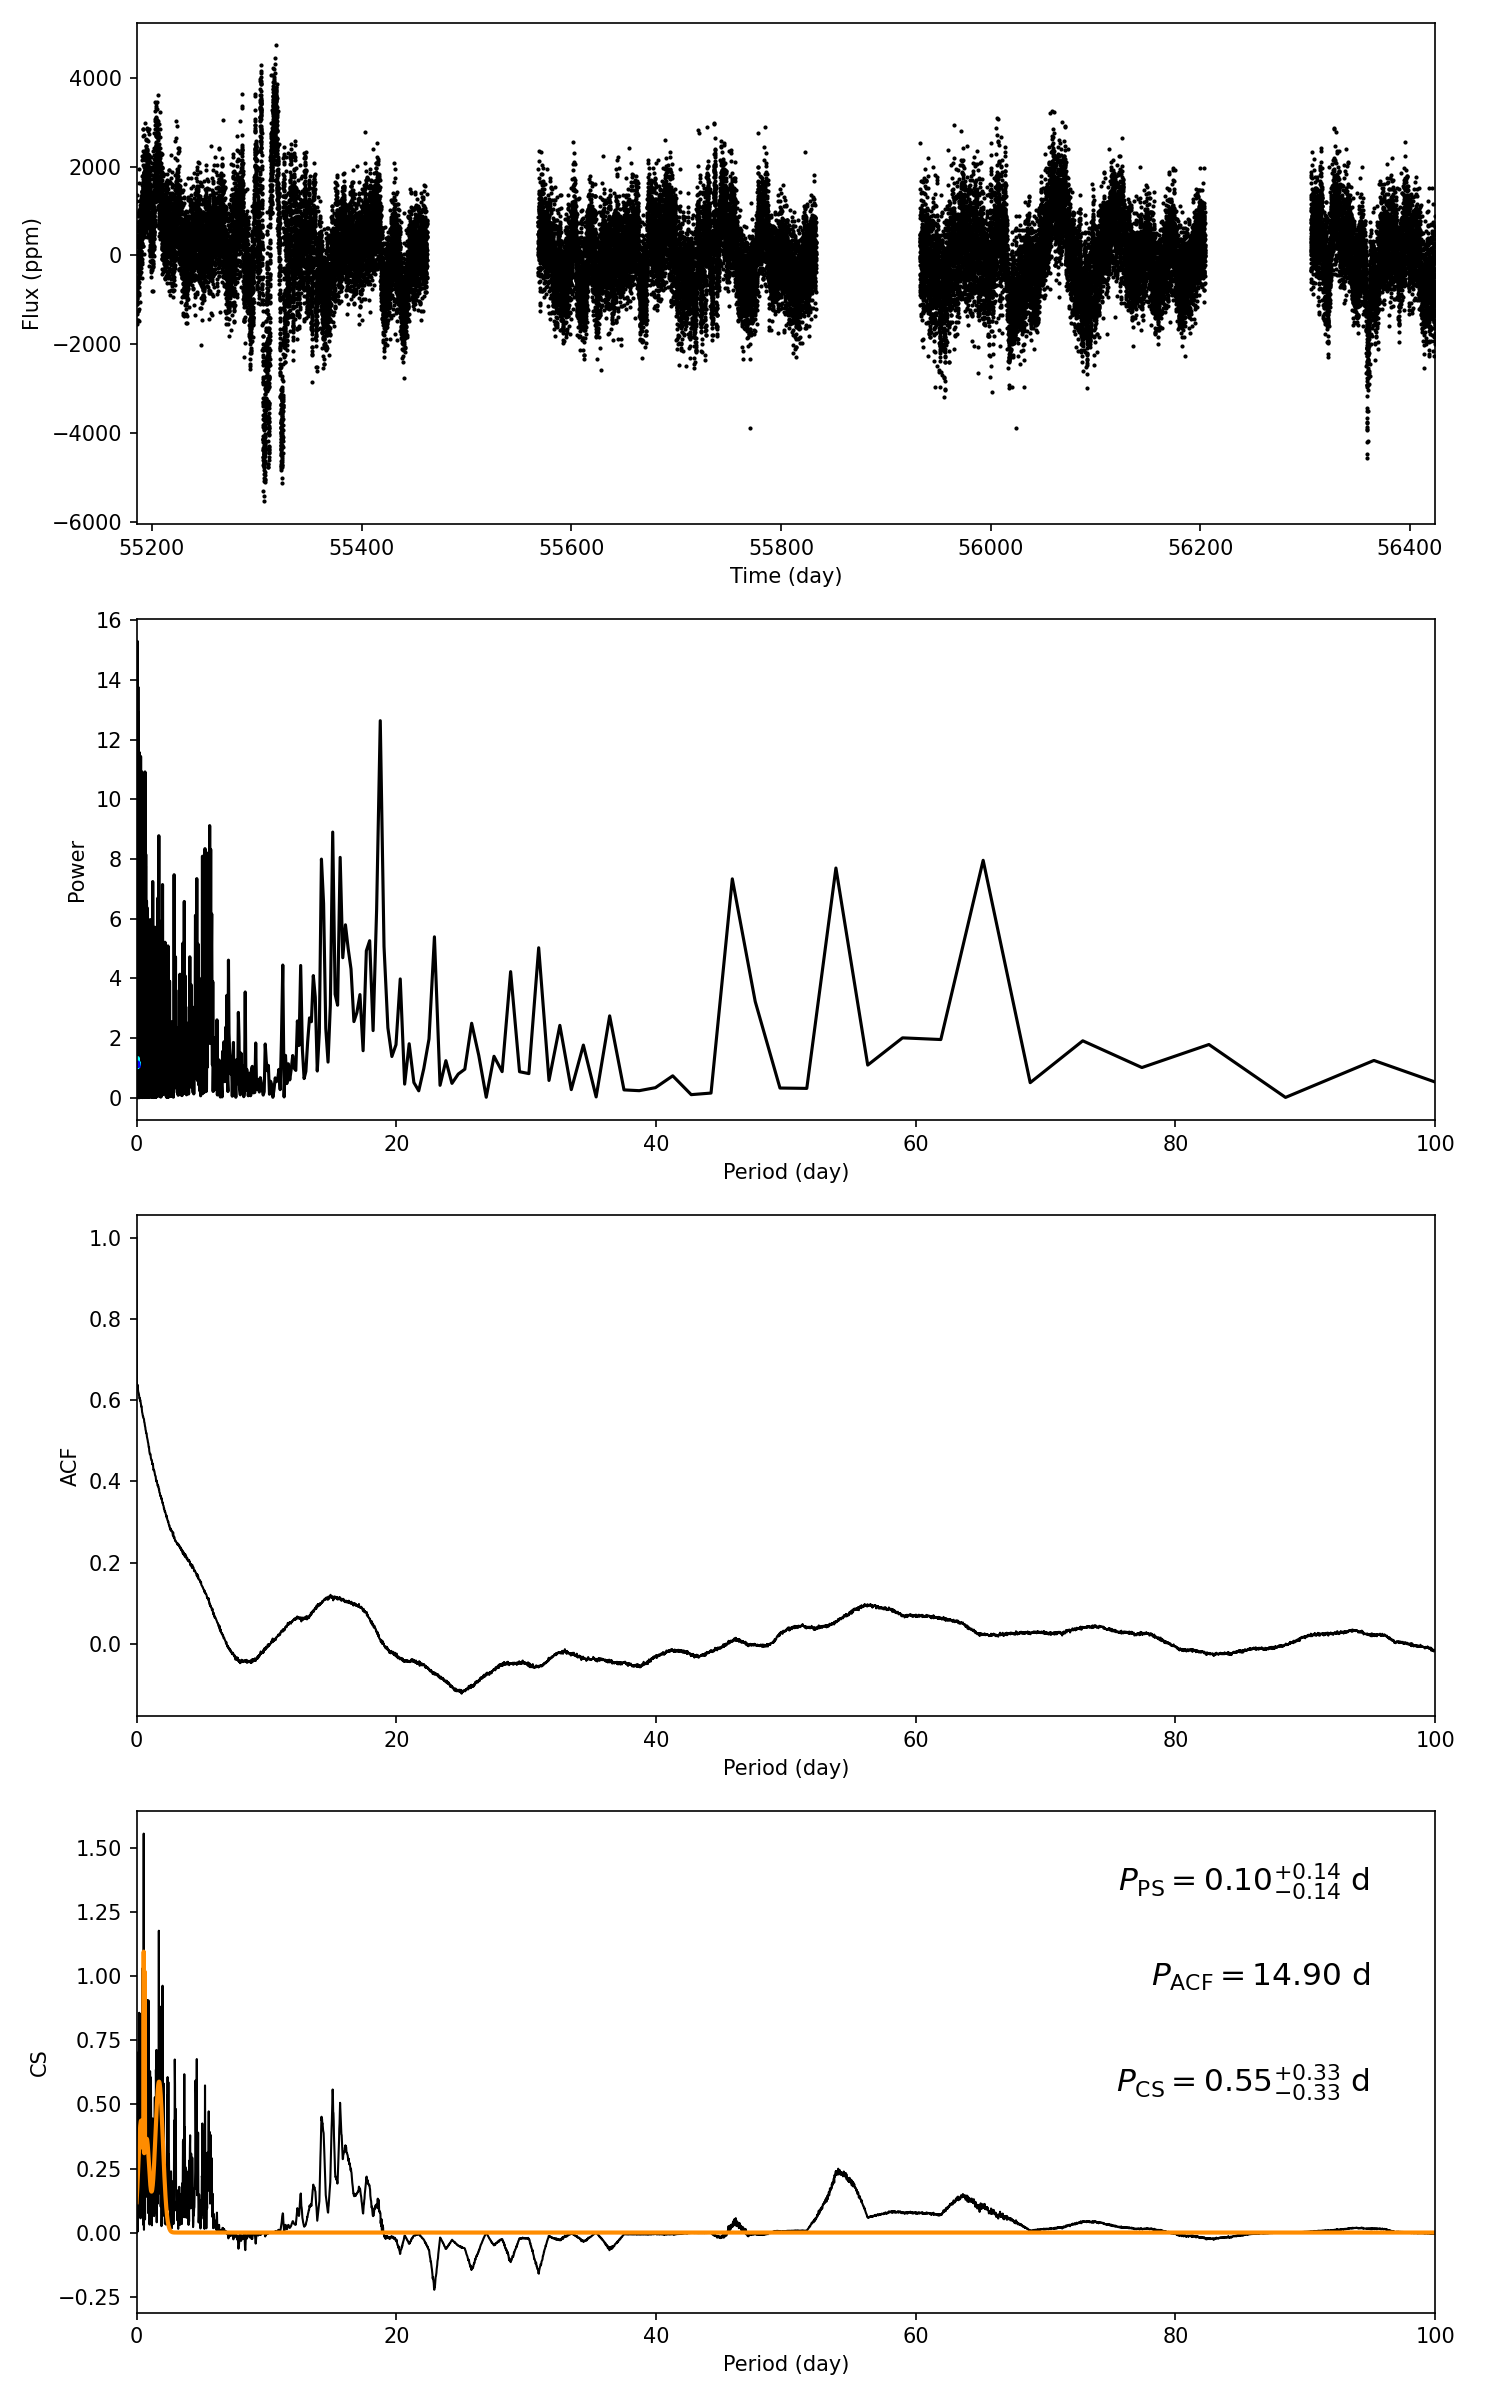 4000
2000
0
−2000
−4000
−6000
Flux (ppm)
55200 55400 55600 55800 56000 56200 56400
Time (day)
16
14
12
10
8
6
4
2
0
Power
0 20 40 60 80 100
Period (day)
1.0
0.8
0.6
0.4
0.2
0.0
ACF
0 20 40 60 80 100
Period (day)
1.50
1.25
1.00
0.75
0.50
0.25
0.00
−0.25
CS
P_PS = 0.10^{+0.14}_{−0.14} d
P_ACF = 14.90 d
P_CS = 0.55^{+0.33}_{−0.33} d
0 20 40 60 80 100
Period (day)